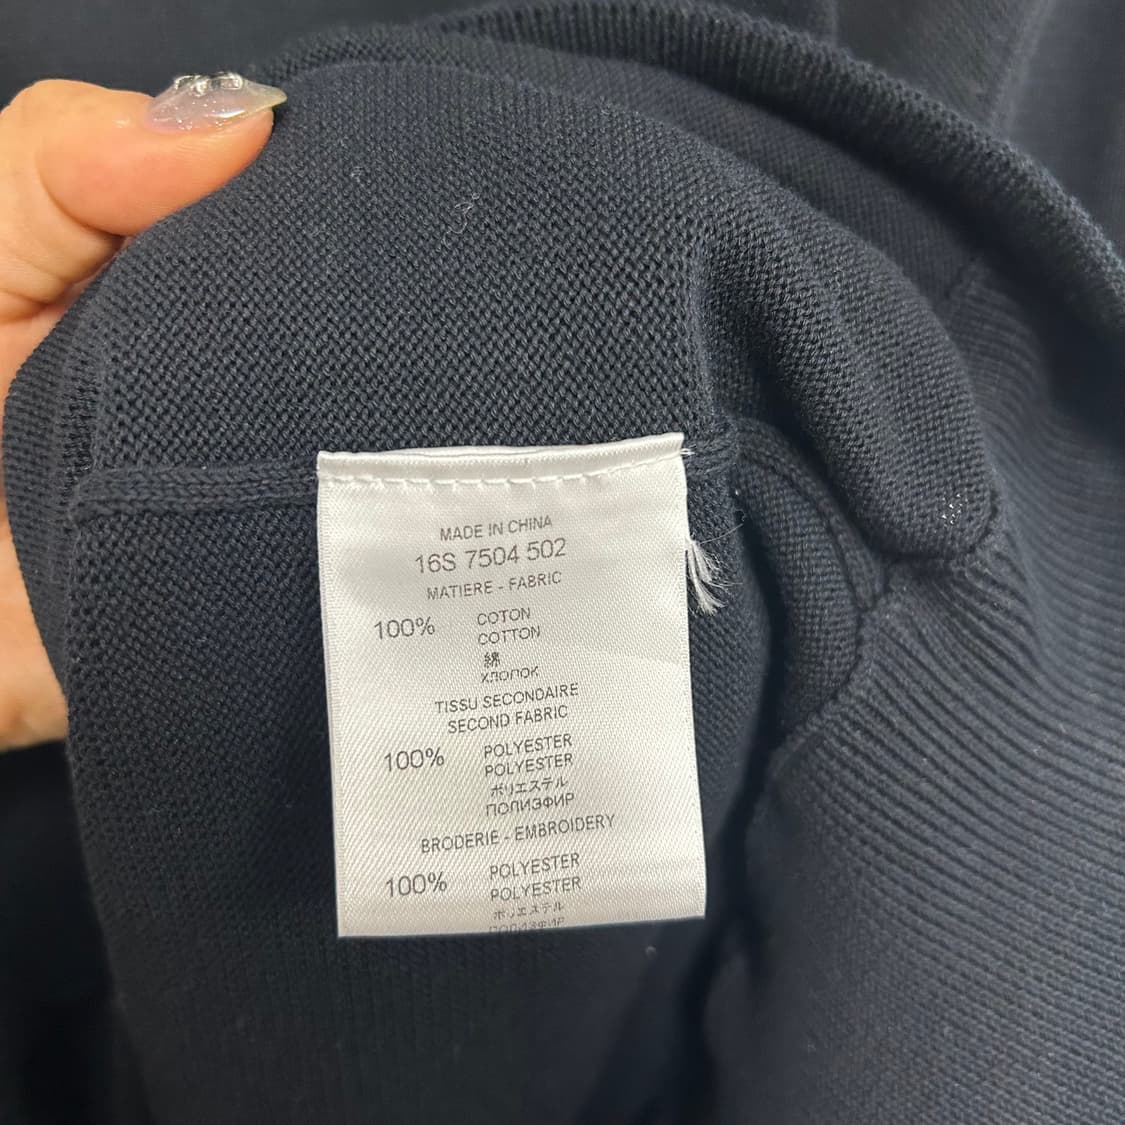 MADE IN CHINA
16S 7504 502
MATIERE - FABRIC
100% COTON
COTTON
綿
ХЛОПОК
TISSU SECONDAIRE
SECOND FABRIC
100% POLYESTER
POLYESTER
ポリエステル
ПОЛИЭФИР
BRODERIE - EMBROIDERY
100% POLYESTER
POLYESTER
ポリエステル
ПОЛИЭФИР